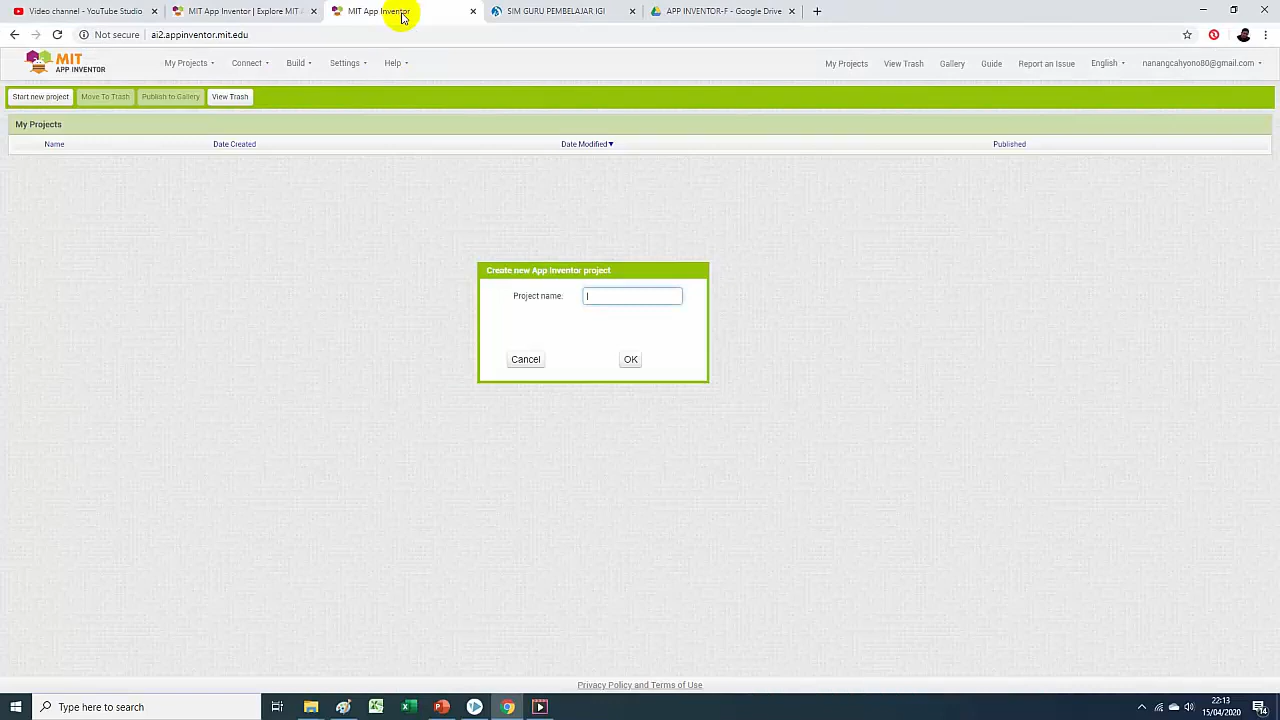 Video channel - YouTube Studio
MIT App Inventor | Explore MIT A
MIT App Inventor
SIM GURU PEMBELAJAR IGI
APP INVENTOR-F - Google Drive
Not secure
ai2.appinventor.mit.edu
MIT
APP INVENTOR
My Projects
Connect
Build
Settings
Help
My Projects
View Trash
Gallery
Guide
Report an Issue
English
nanangcahyono80@gmail.com
Start new project
Move To Trash
Publish to Gallery
View Trash
My Projects
Name
Date Created
Date Modified
Published
Create new App Inventor project
Project name:
Cancel
OK
Privacy Policy and Terms of Use
Type here to search
22:13
15/04/2020